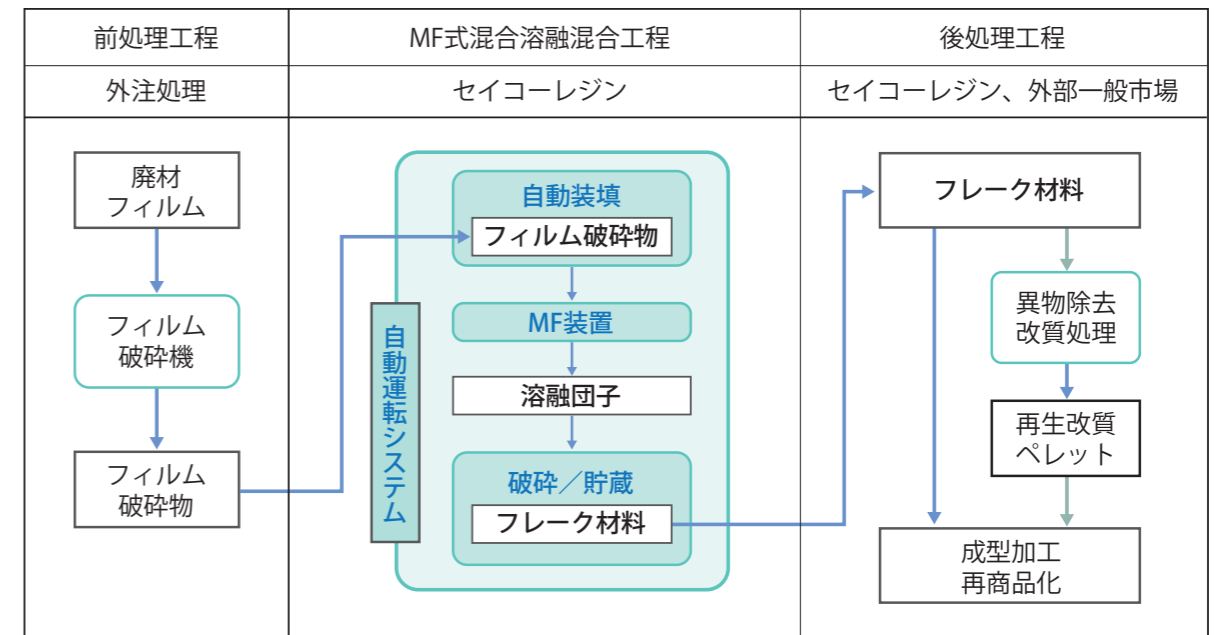 前処理工程
MF式混合溶融混合工程
後処理工程
外注処理
セイコーレジン
セイコーレジン、外部一般市場
廃材
フィルム
フィルム
破砕機
フィルム
破砕物
自動運転システム
自動装填
フィルム破砕物
MF装置
溶融団子
破砕／貯蔵
フレーク材料
フレーク材料
異物除去
改質処理
再生改質
ペレット
成型加工
再商品化